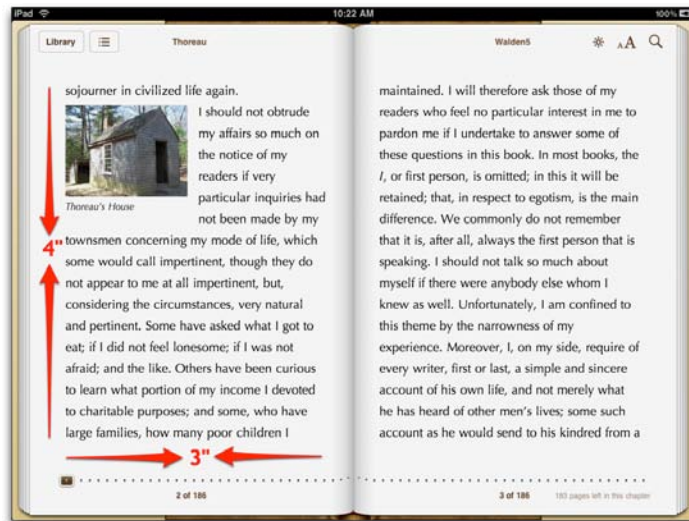 iPad
10:22 AM
100%
Library
Thoreau
Walden5
AA
sojourner in civilized life again.
I should not obtrude
my affairs so much on
the notice of my
readers if very
particular inquiries had
not been made by my
Thoreau's House
townsmen concerning my mode of life, which
some would call impertinent, though they do
not appear to me at all impertinent, but,
considering the circumstances, very natural
and pertinent. Some have asked what I got to
eat; if I did not feel lonesome; if I was not
afraid; and the like. Others have been curious
to learn what portion of my income I devoted
to charitable purposes; and some, who have
large families, how many poor children I
4"
3"
2 of 186
maintained. I will therefore ask those of my
readers who feel no particular interest in me to
pardon me if I undertake to answer some of
these questions in this book. In most books, the
I, or first person, is omitted; in this it will be
retained; that, in respect to egotism, is the main
difference. We commonly do not remember
that it is, after all, always the first person that is
speaking. I should not talk so much about
myself if there were anybody else whom I
knew as well. Unfortunately, I am confined to
this theme by the narrowness of my
experience. Moreover, I, on my side, require of
every writer, first or last, a simple and sincere
account of his own life, and not merely what
he has heard of other men's lives; some such
account as he would send to his kindred from a
3 of 186
183 pages left in this chapter